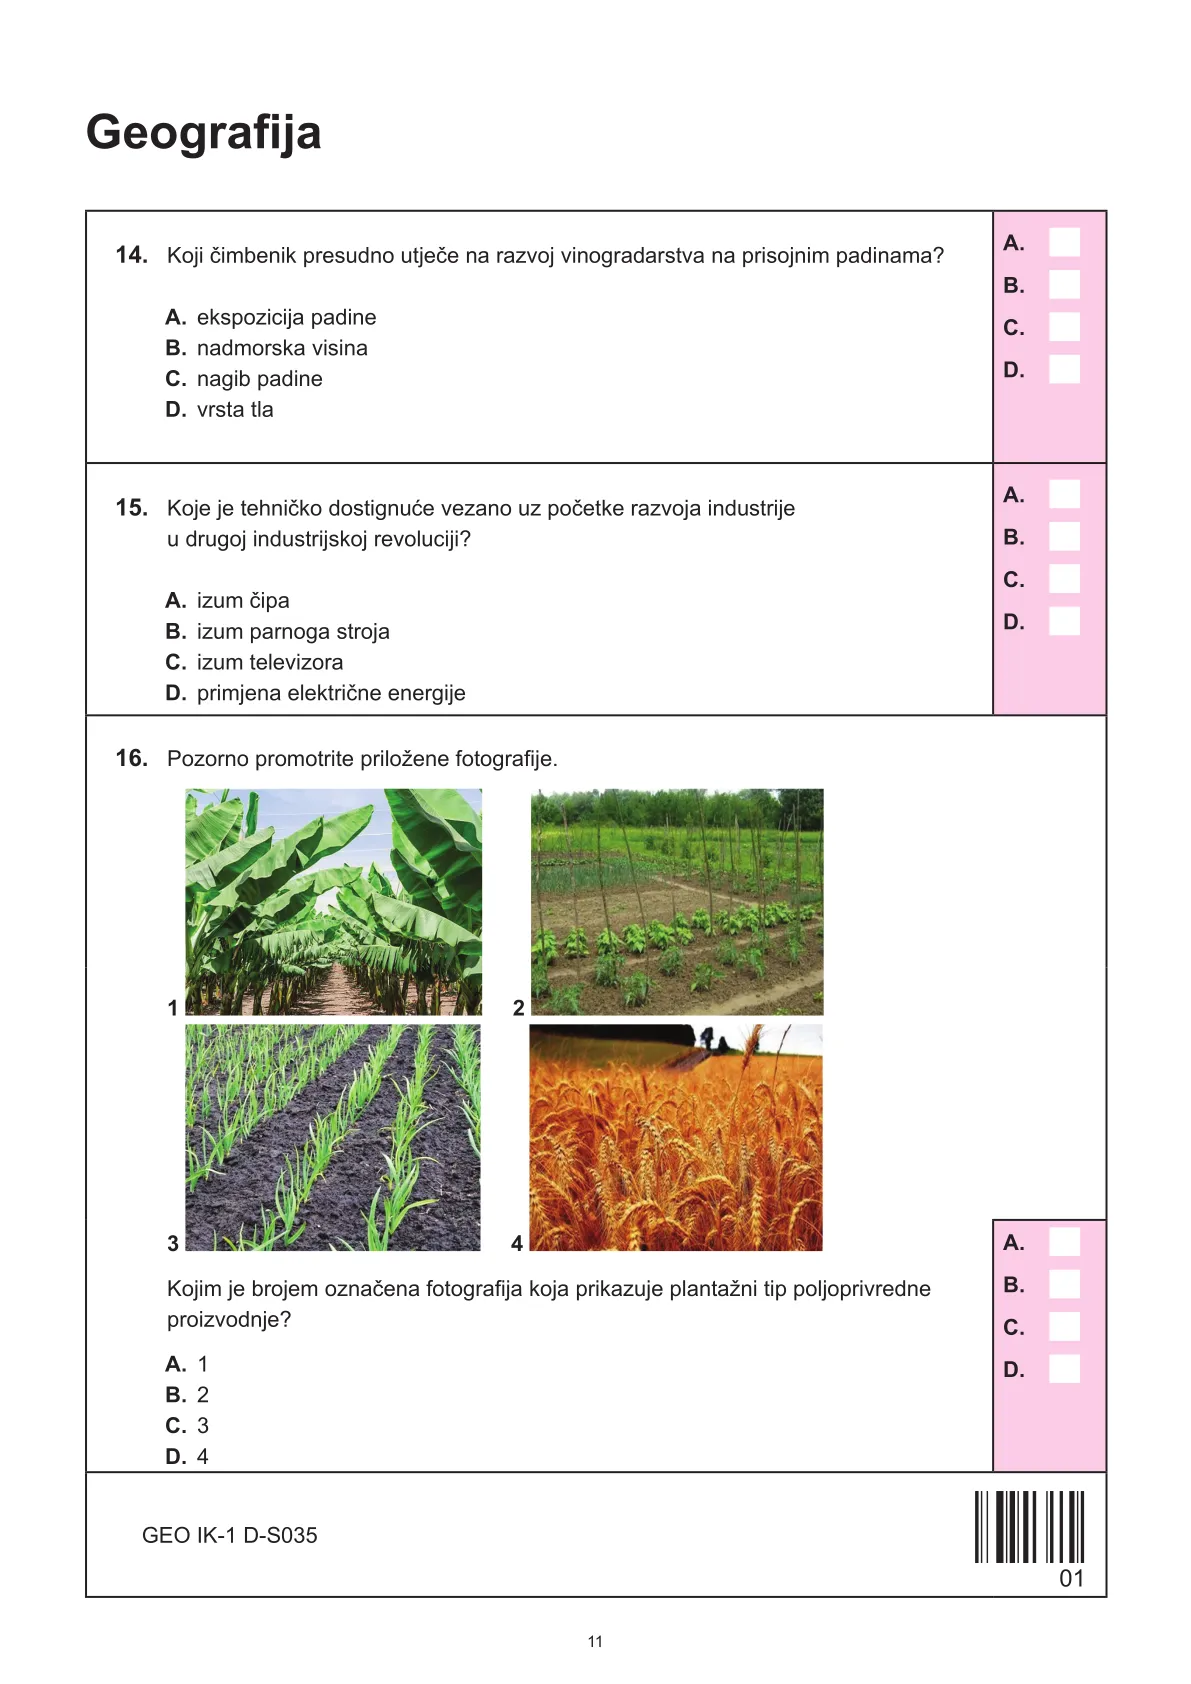 Geografija
14. Koji čimbenik presudno utječe na razvoj vinogradarstva na prisojnim padinama?
A. ekspozicija padine
B. nadmorska visina
C. nagib padine
D. vrsta tla
A.
B.
C.
D.
15. Koje je tehničko dostignuće vezano uz početke razvoja industrije
u drugoj industrijskoj revoluciji?
A. izum čipa
B. izum parnoga stroja
C. izum televizora
D. primjena električne energije
A.
B.
C.
D.
16. Pozorno promotrite priložene fotografije.
1
2
3
4
Kojim je brojem označena fotografija koja prikazuje plantažni tip poljoprivredne
proizvodnje?
A. 1
B. 2
C. 3
D. 4
A.
B.
C.
D.
GEO IK-1 D-S035
01
11